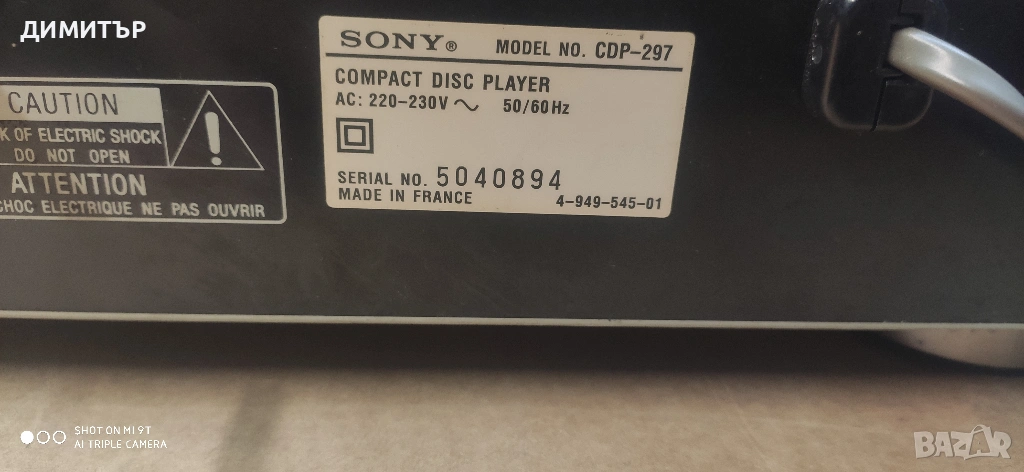 ДИМИТЪР
SONY®
MODEL NO. CDP-297
COMPACT DISC PLAYER
AC: 220-230V ~ 50/60Hz
SERIAL NO. 5040894
MADE IN FRANCE
4-949-545-01
CAUTION
OF ELECTRIC SHOCK
DO NOT OPEN
ATTENTION
ELECTRIQUE NE PAS OUVRIR
SHOT ON MI 9T
AI TRIPLE CAMERA
BAZAR